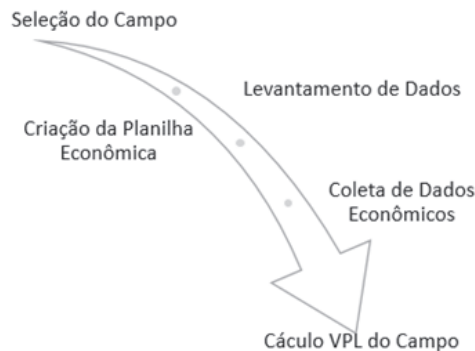 Seleção do Campo
Levantamento de Dados
Criação da Planilha
Econômica
Coleta de Dados
Econômicos
Cáculo VPL do Campo